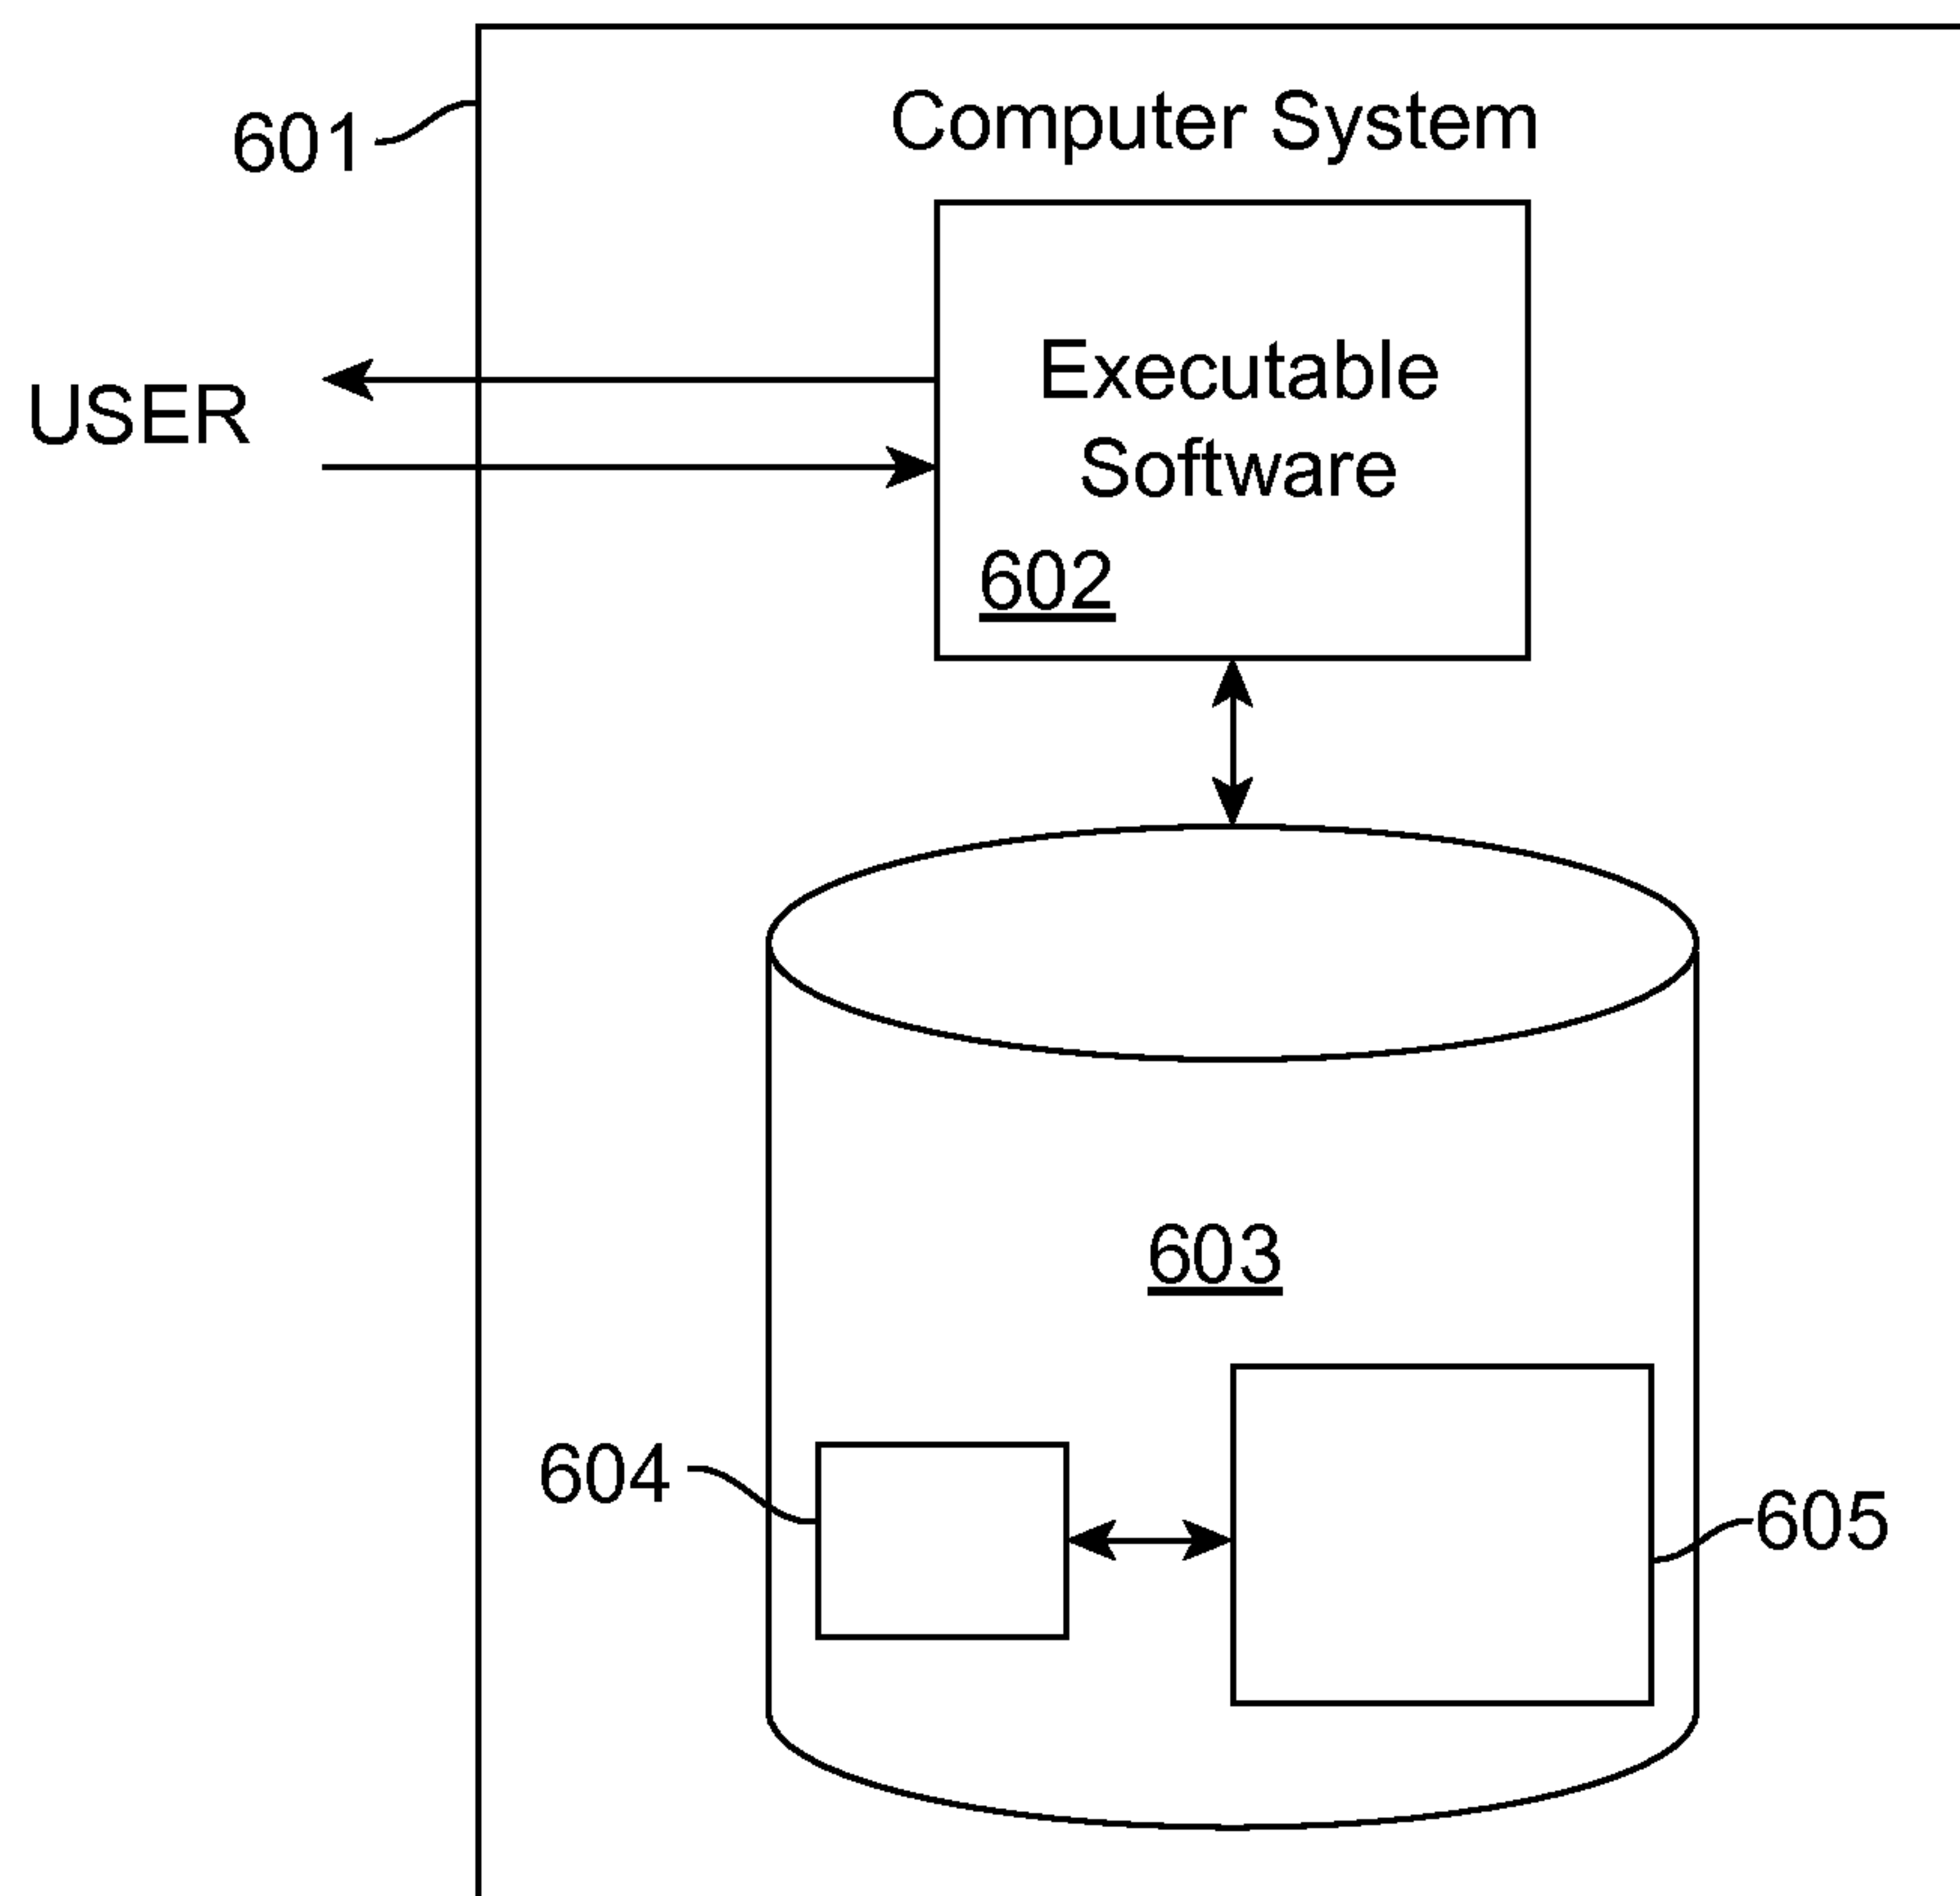 Computer System
601
Executable
USER
Software
602
603
604
605